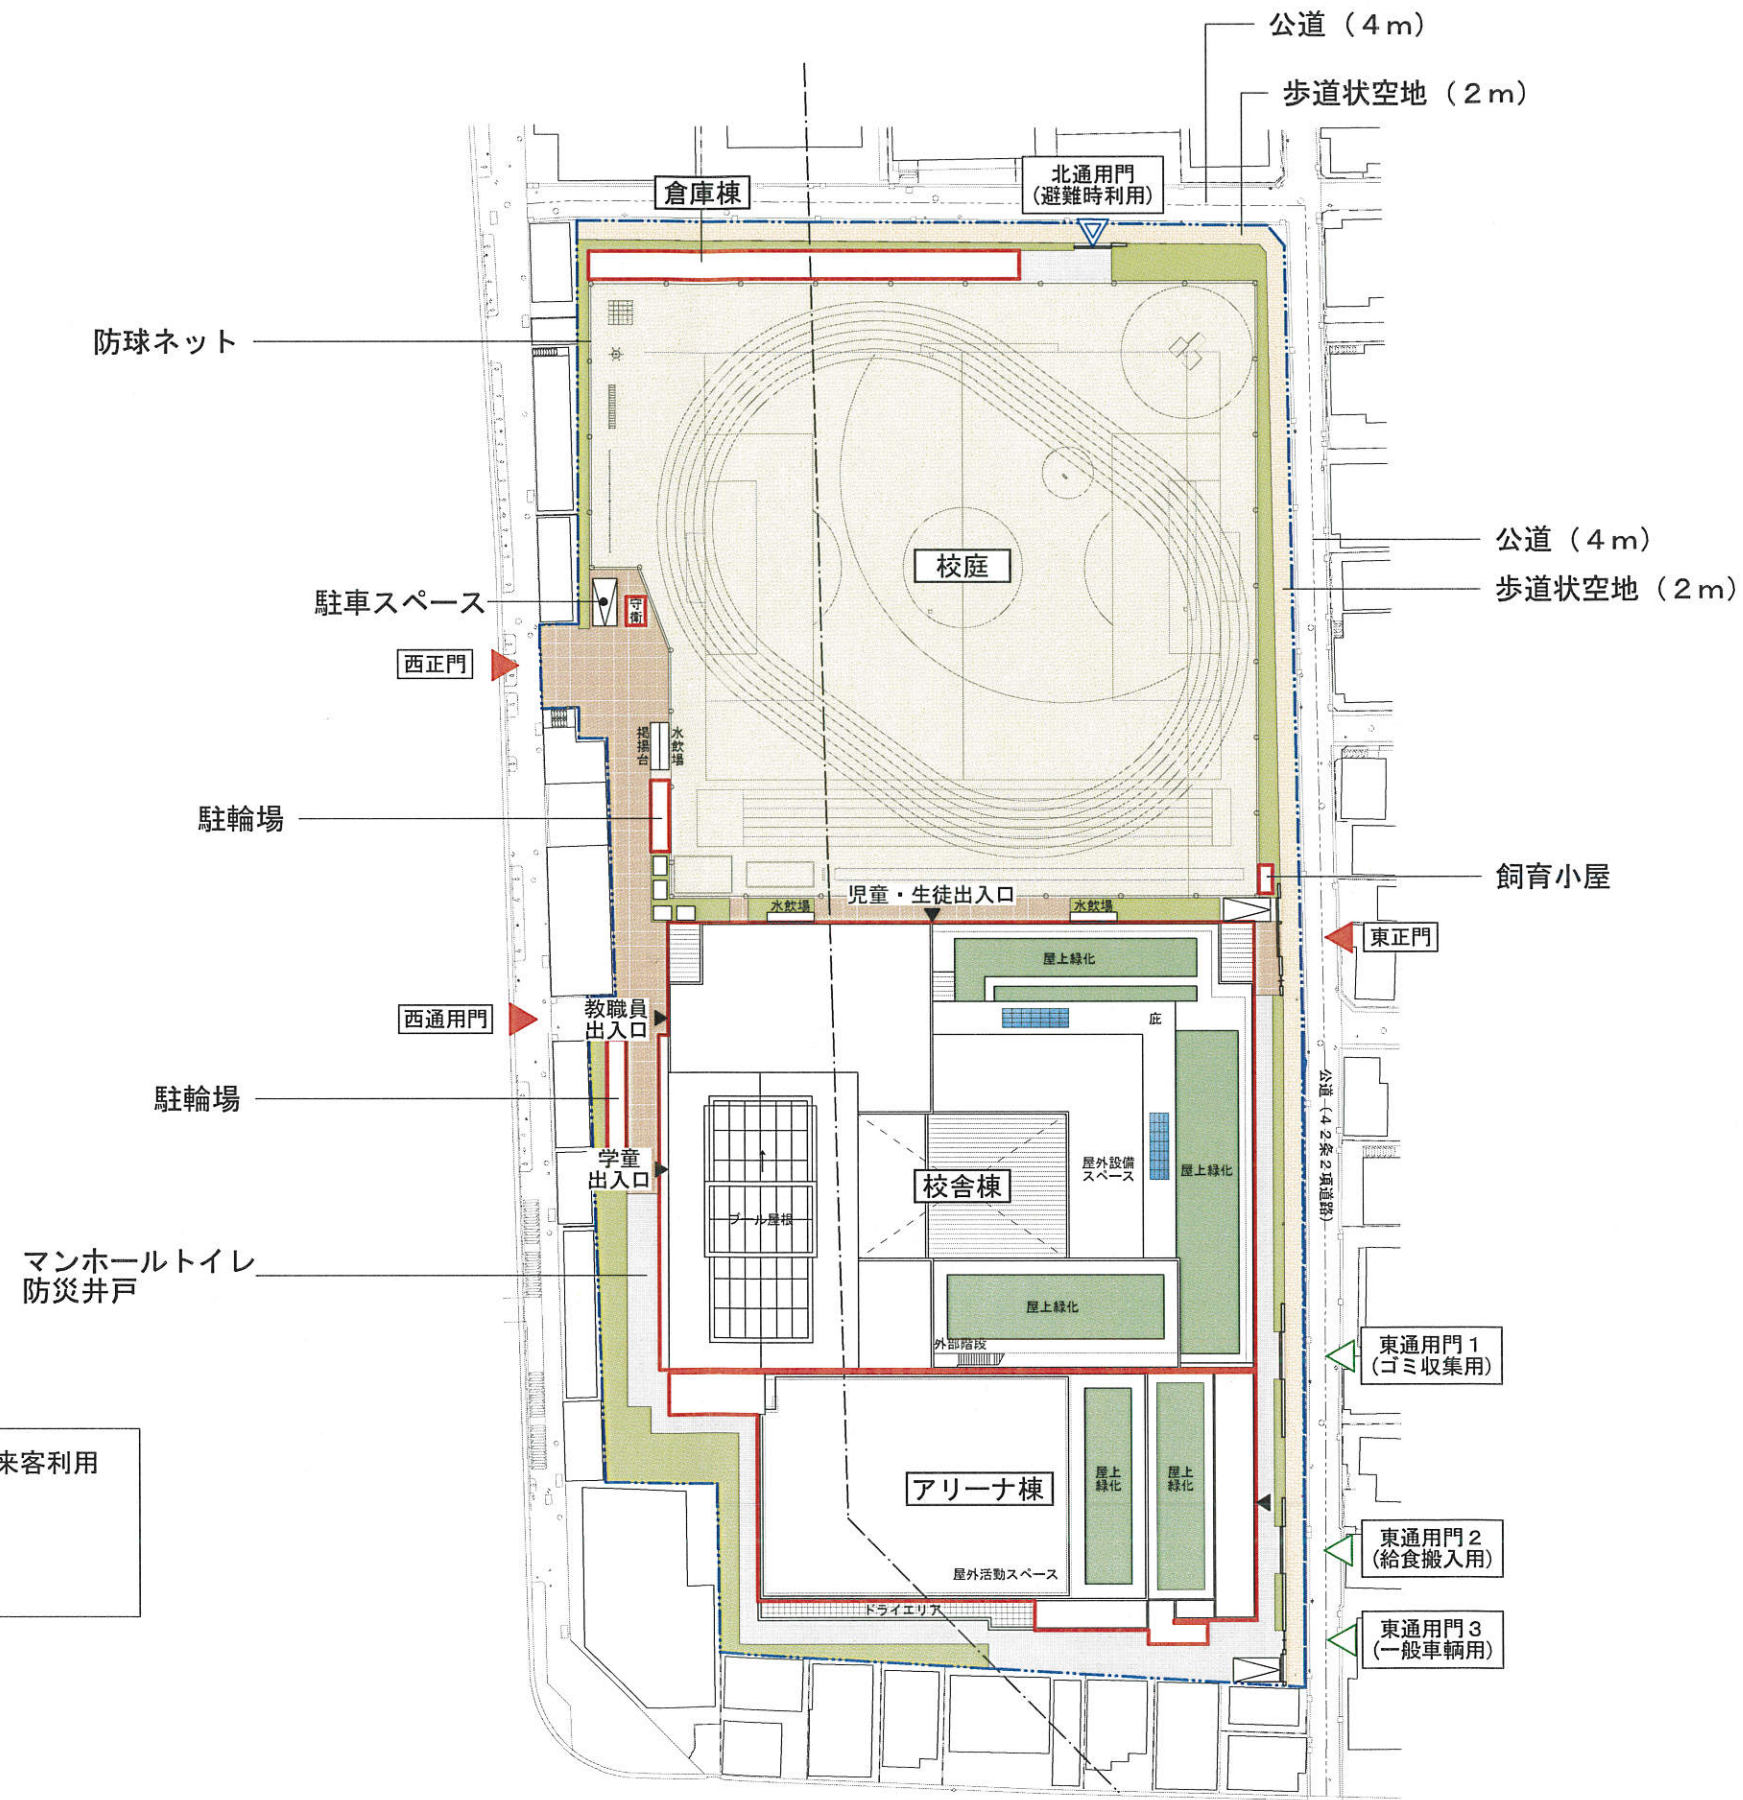 公道（4ｍ）
歩道状空地（2ｍ）
北通用門
(避難時利用)
倉庫棟
防球ネット
公道（4ｍ）
校庭
歩道状空地（2ｍ）
駐車スペース
守衛
西正門
掲揚台
水飲場
駐輪場
飼育小屋
児童・生徒出入口
水飲場
水飲場
東正門
屋上緑化
西通用門
教職員
出入口
庇
駐輪場
公道（42条2項道路）
学童
出入口
屋外設備
スペース
屋上緑化
校舎棟
プール屋根
マンホールトイレ
防災井戸
屋上緑化
外部階段
東通用門1
(ゴミ収集用)
来客利用
アリーナ棟
屋上
緑化
屋上
緑化
東通用門2
(給食搬入用)
屋外活動スペース
ドライエリア
東通用門3
(一般車輌用)